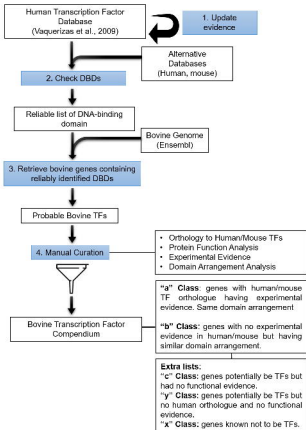 Human Transcription Factor
Database
(Vaquerizas et al., 2009)
1. Update
evidence
Alternative
Databases
(Human, mouse)
2. Check DBDs
Reliable list of DNA-binding
domain
Bovine Genome
(Ensembl)
3. Retrieve bovine genes containing
reliably identified DBDs
Probable Bovine TFs
4. Manual Curation
• Orthology to Human/Mouse TFs
• Protein Function Analysis
• Experimental Evidence
• Domain Arrangement Analysis
"a" Class: genes with human/mouse
TF orthologue having experimental
evidence. Same domain arrangement
"b" Class: genes with no experimental
evidence in human/mouse but having
similar domain arrangement.
Bovine Transcription Factor
Compendium
Extra lists:
"c" Class: genes potentially be TFs but
had no functional evidence.
"y" Class: genes potentially be TFs but
no human orthologue and no functional
evidence.
"x" Class: genes known not to be TFs.